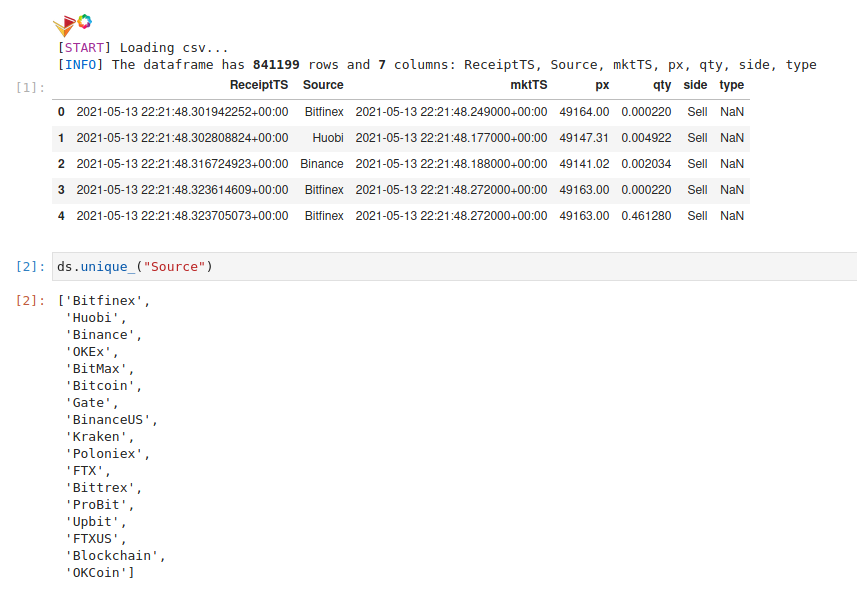 [START] Loading csv...
[INFO] The dataframe has 841199 rows and 7 columns: ReceiptTS, Source, mktTS, px, qty, side, type
[1]:
ReceiptTS Source mktTS px qty side type
0 2021-05-13 22:21:48.301942252+00:00 Bitfinex 2021-05-13 22:21:48.249000+00:00 49164.00 0.000220 Sell NaN
1 2021-05-13 22:21:48.302808824+00:00 Huobi 2021-05-13 22:21:48.177000+00:00 49147.31 0.004922 Sell NaN
2 2021-05-13 22:21:48.316724923+00:00 Binance 2021-05-13 22:21:48.188000+00:00 49141.02 0.002034 Sell NaN
3 2021-05-13 22:21:48.323614609+00:00 Bitfinex 2021-05-13 22:21:48.272000+00:00 49163.00 0.000220 Sell NaN
4 2021-05-13 22:21:48.323705073+00:00 Bitfinex 2021-05-13 22:21:48.272000+00:00 49163.00 0.461280 Sell NaN
[2]: ds.unique_("Source")
[2]: ['Bitfinex',
'Huobi',
'Binance',
'OKEx',
'BitMax',
'Bitcoin',
'Gate',
'BinanceUS',
'Kraken',
'Poloniex',
'FTX',
'Bittrex',
'ProBit',
'Upbit',
'FTXUS',
'Blockchain',
'OKCoin']